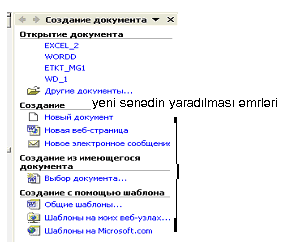 Создание документа
Открытие документа
EXCEL_2
WORDD
ETKT_MG1
WD_1
Другие документы...
Создание
yeni sənədin yaradılması əmrləri
Новый документ
Новая веб-страница
Новое электронное сообщение
Создание из имеющегося
документа
Выбор документа...
Создание с помощью шаблона
Общие шаблоны...
Шаблоны на моих веб-узлах...
Шаблоны на Microsoft.com